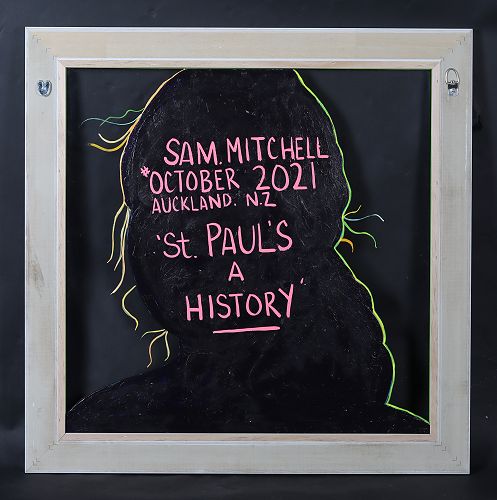 SAM. MITCHELL
*OCTOBER 2021
AUCKLAND. N.Z
'St. PAUL'S
A
HISTORY'